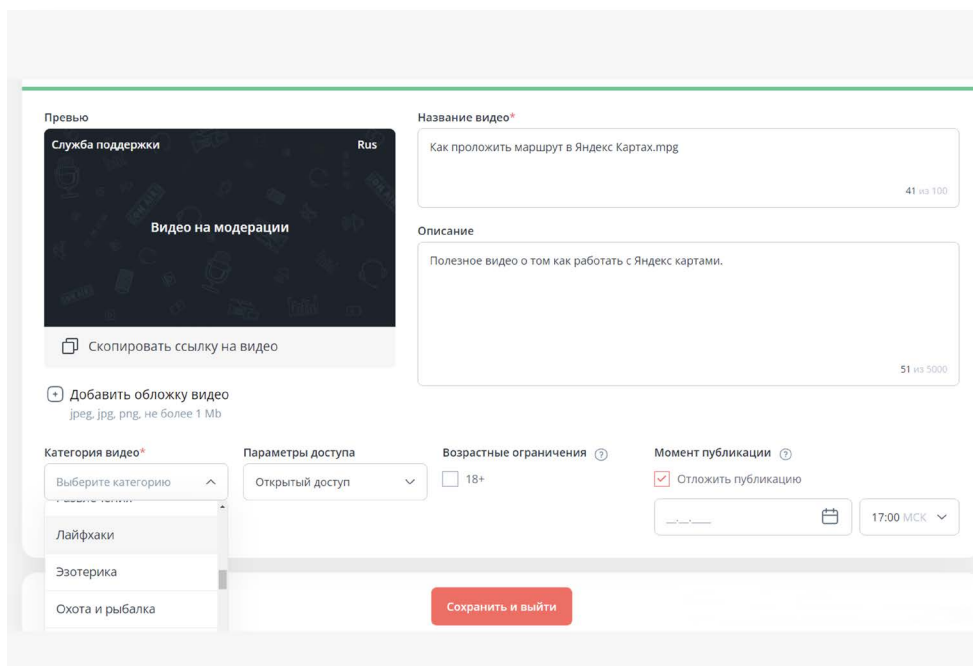 Превью
Служба поддержки Rus
Видео на модерации
Скопировать ссылку на видео
Добавить обложку видео
jpeg, jpg, png, не более 1 Mb
Название видео*
Как проложить маршрут в Яндекс Картах.mpg
41 из 100
Описание
Полезное видео о том как работать с Яндекс картами.
51 из 5000
Категория видео*
Выберите категорию
Лайфхаки
Эзотерика
Охота и рыбалка
Параметры доступа
Открытый доступ
Возрастные ограничения ?
18+
Момент публикации ?
Отложить публикацию
__.__.____
17:00 МСК
Сохранить и выйти